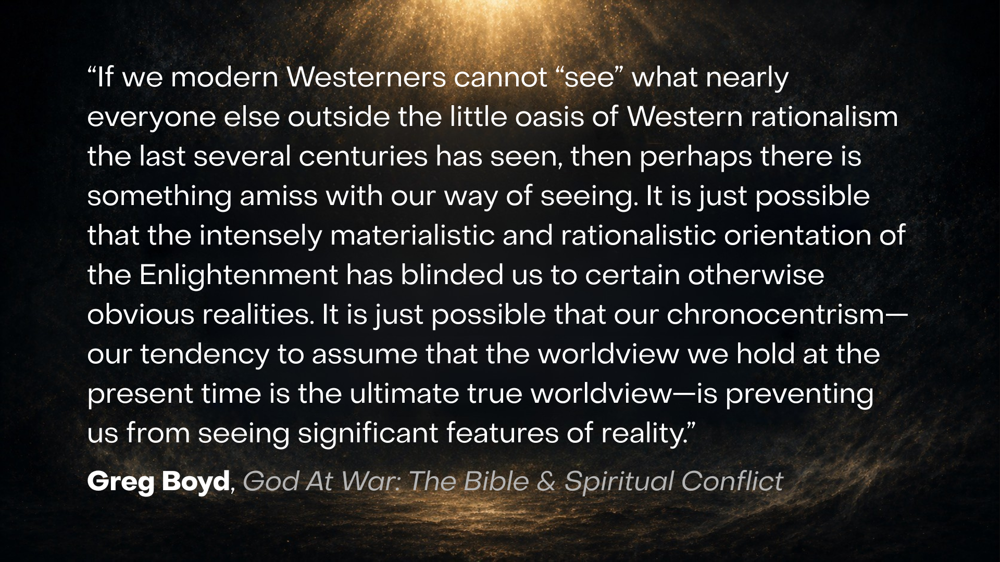 “If we modern Westerners cannot “see” what nearly
everyone else outside the little oasis of Western rationalism
the last several centuries has seen, then perhaps there is
something amiss with our way of seeing. It is just possible
that the intensely materialistic and rationalistic orientation of
the Enlightenment has blinded us to certain otherwise
obvious realities. It is just possible that our chronocentrism—
our tendency to assume that the worldview we hold at the
present time is the ultimate true worldview—is preventing
us from seeing significant features of reality.”
Greg Boyd, God At War: The Bible & Spiritual Conflict